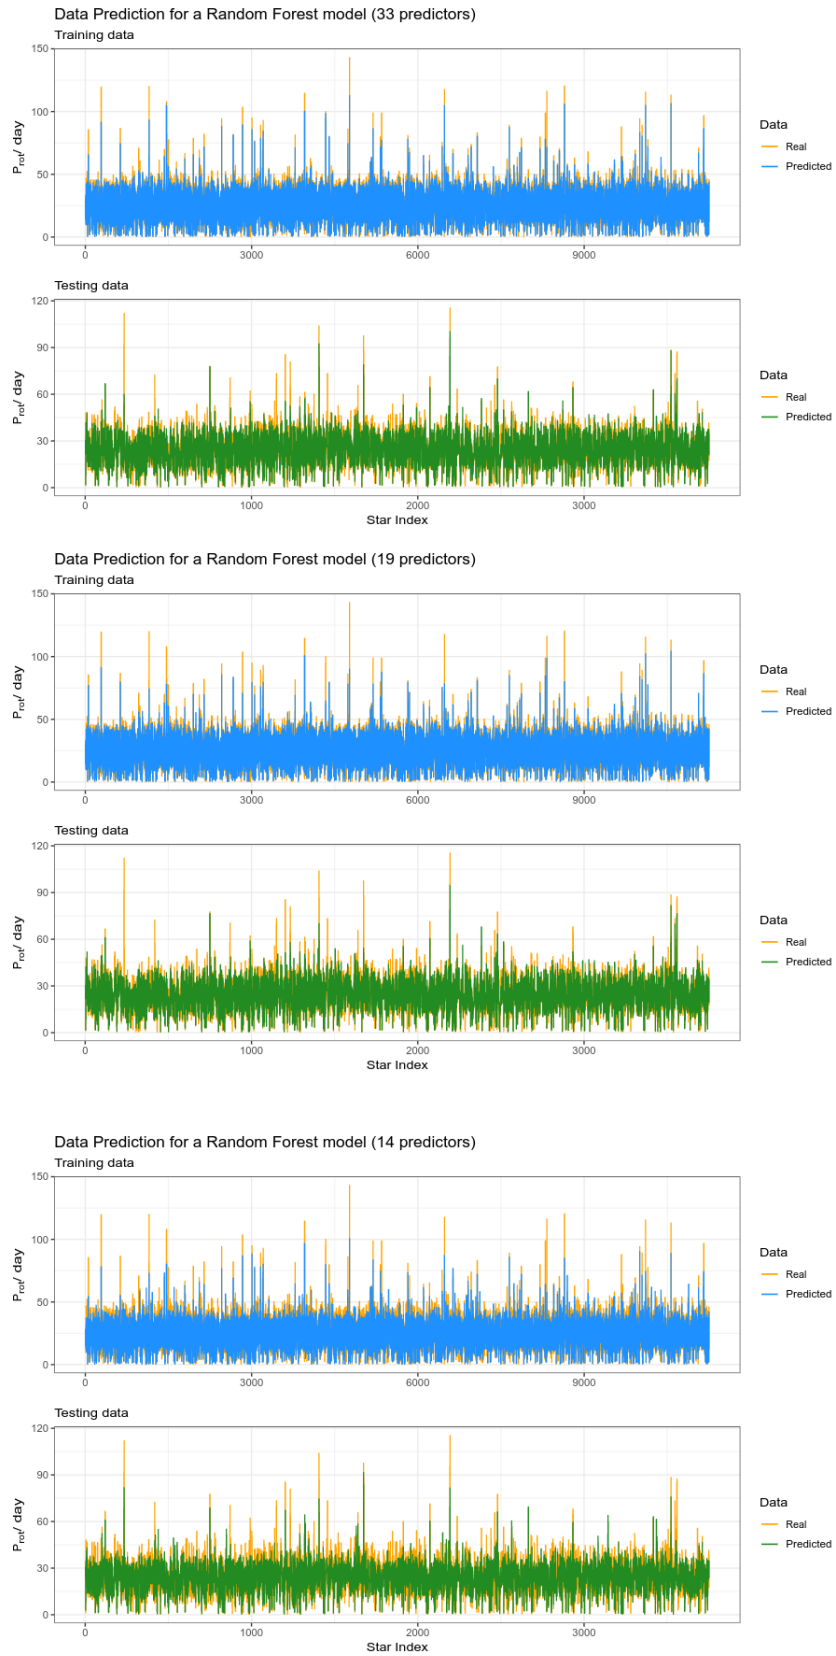 Data Prediction for a Random Forest model (33 predictors)
Training data
150
100
50
0
P_rot/ day
0 3000 6000 9000
Data
Real
Predicted
Testing data
120
90
60
30
0
P_rot/ day
0 1000 2000 3000
Star Index
Data
Real
Predicted
Data Prediction for a Random Forest model (19 predictors)
Training data
150
100
50
0
P_rot/ day
0 3000 6000 9000
Data
Real
Predicted
Testing data
120
90
60
30
0
P_rot/ day
0 1000 2000 3000
Star Index
Data
Real
Predicted
Data Prediction for a Random Forest model (14 predictors)
Training data
150
100
50
0
P_rot/ day
0 3000 6000 9000
Data
Real
Predicted
Testing data
120
90
60
30
0
P_rot/ day
0 1000 2000 3000
Star Index
Data
Real
Predicted